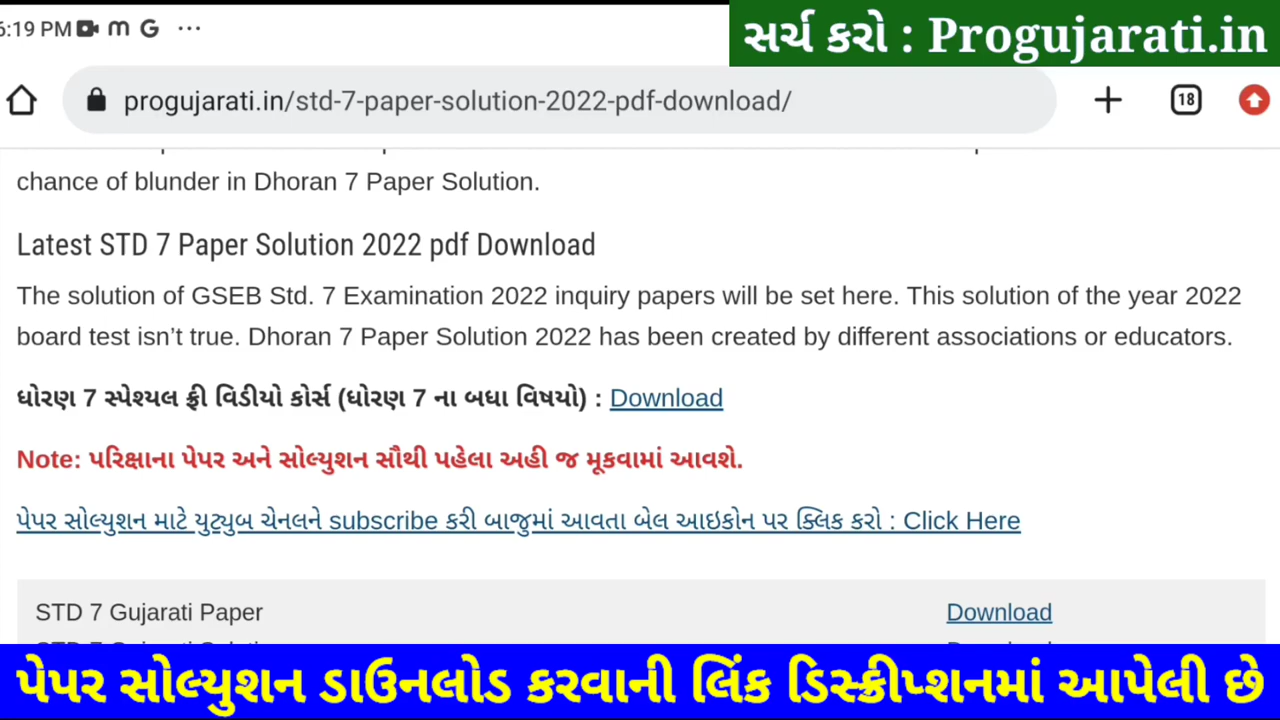 6:19 PM
સર્ચ કરો : Progujarati.in
progujarati.in/std-7-paper-solution-2022-pdf-download/
18
chance of blunder in Dhoran 7 Paper Solution.
Latest STD 7 Paper Solution 2022 pdf Download
The solution of GSEB Std. 7 Examination 2022 inquiry papers will be set here. This solution of the year 2022
board test isn’t true. Dhoran 7 Paper Solution 2022 has been created by different associations or educators.
ધોરણ 7 સ્પેશ્યલ ફ્રી વિડીયો કોર્સ (ધોરણ 7 ના બધા વિષયો) : Download
Note: પરિક્ષાના પેપર અને સોલ્યુશન સૌથી પહેલા અહી જ મૂકવામાં આવશે.
પેપર સોલ્યુશન માટે યુટ્યુબ ચેનલને subscribe કરી બાજુમાં આવતા બેલ આઇકોન પર ક્લિક કરો : Click Here
STD 7 Gujarati Paper Download
પેપર સોલ્યુશન ડાઉનલોડ કરવાની લિંક ડિસ્ક્રીપ્શનમાં આપેલી છે